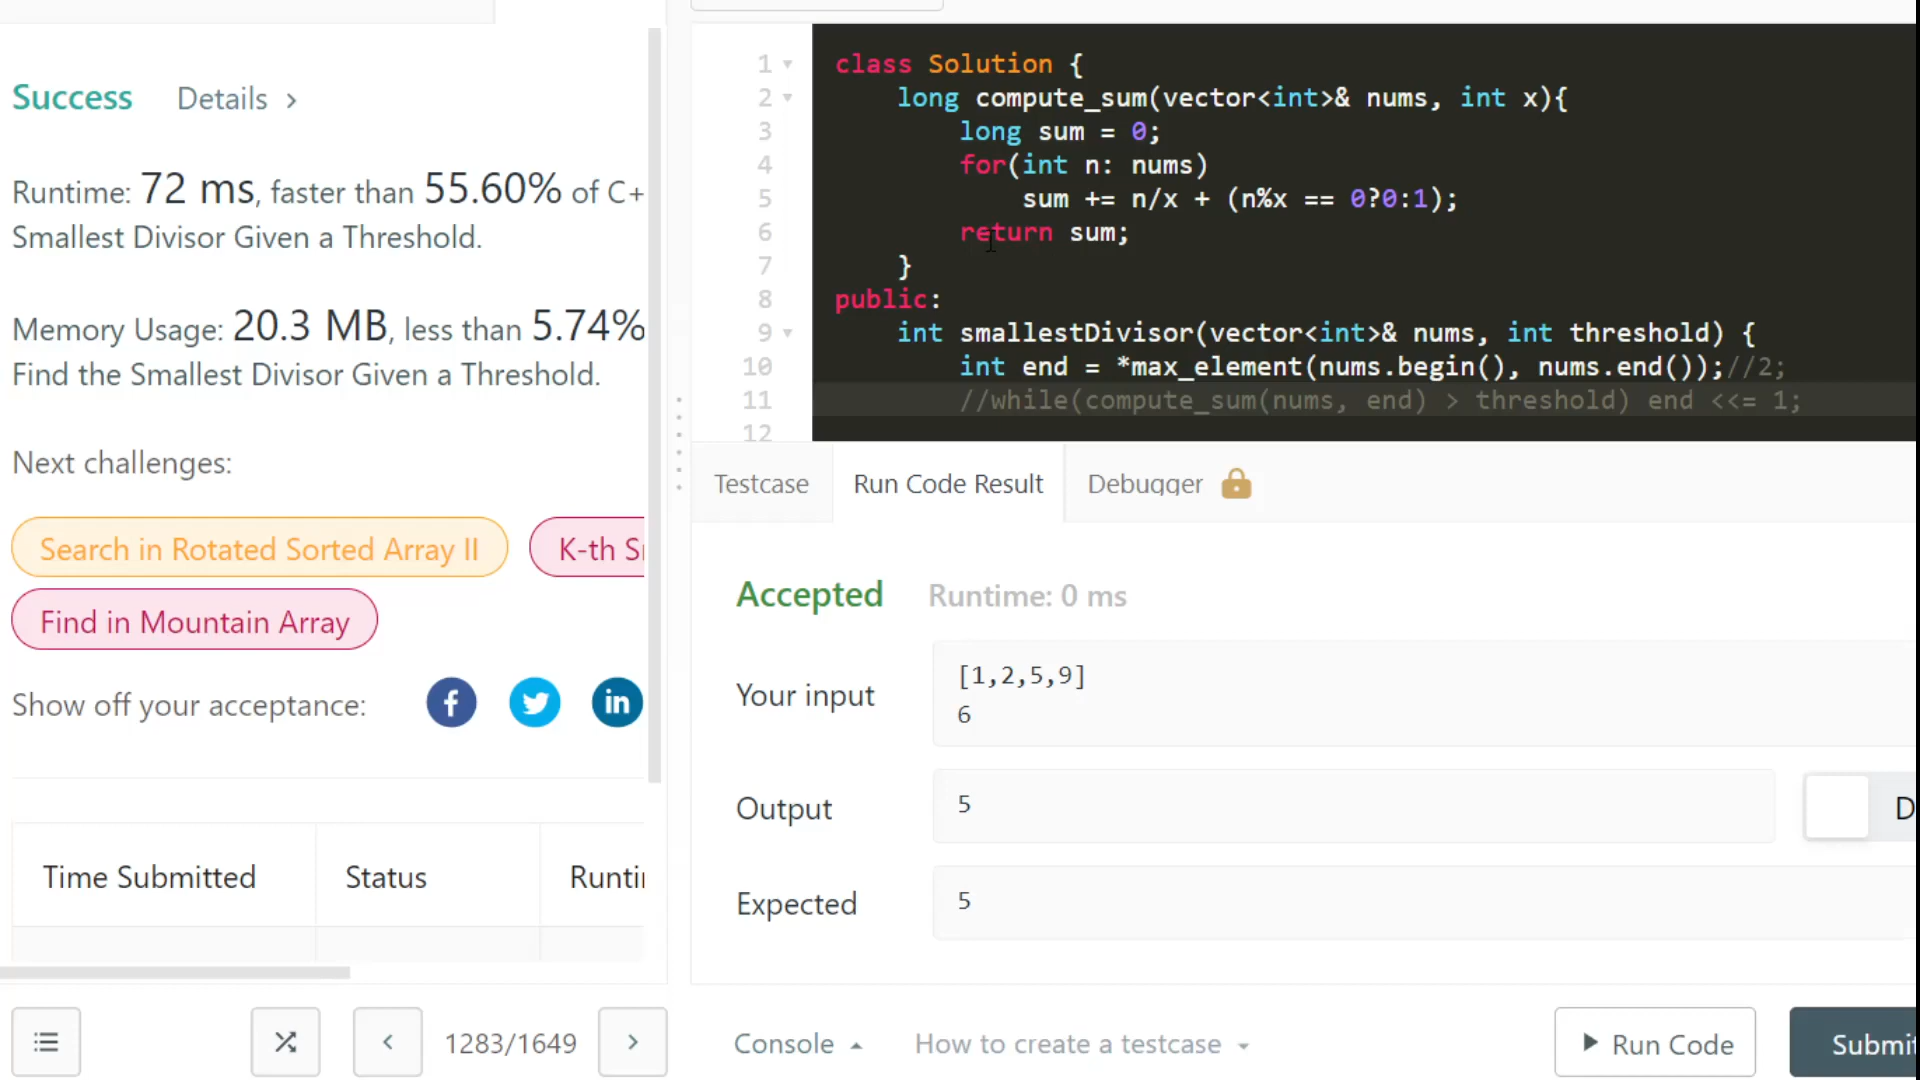 Success Details >
Runtime: 72 ms, faster than 55.60% of C+
Smallest Divisor Given a Threshold.
Memory Usage: 20.3 MB, less than 5.74%
Find the Smallest Divisor Given a Threshold.
Next challenges:
Search in Rotated Sorted Array II
K-th
Find in Mountain Array
Show off your acceptance:
Time Submitted Status
1283/1649
1 class Solution {
2 long compute_sum(vector<int>& nums, int x){
3 long sum = 0;
4 for(int n: nums)
5 sum += n/x + (n%x == 0?0:1);
6 return sum;
7 }
8 public:
9 int smallestDivisor(vector<int>& nums, int threshold) {
10 int end = *max_element(nums.begin(), nums.end());//2;
11 //while(compute_sum(nums, end) > threshold) end <<= 1;
12
Testcase Run Code Result Debugger
Accepted Runtime: 0 ms
Your input
[1,2,5,9]
6
Output
5
D
Expected
5
Console How to create a testcase
Run Code
Submit